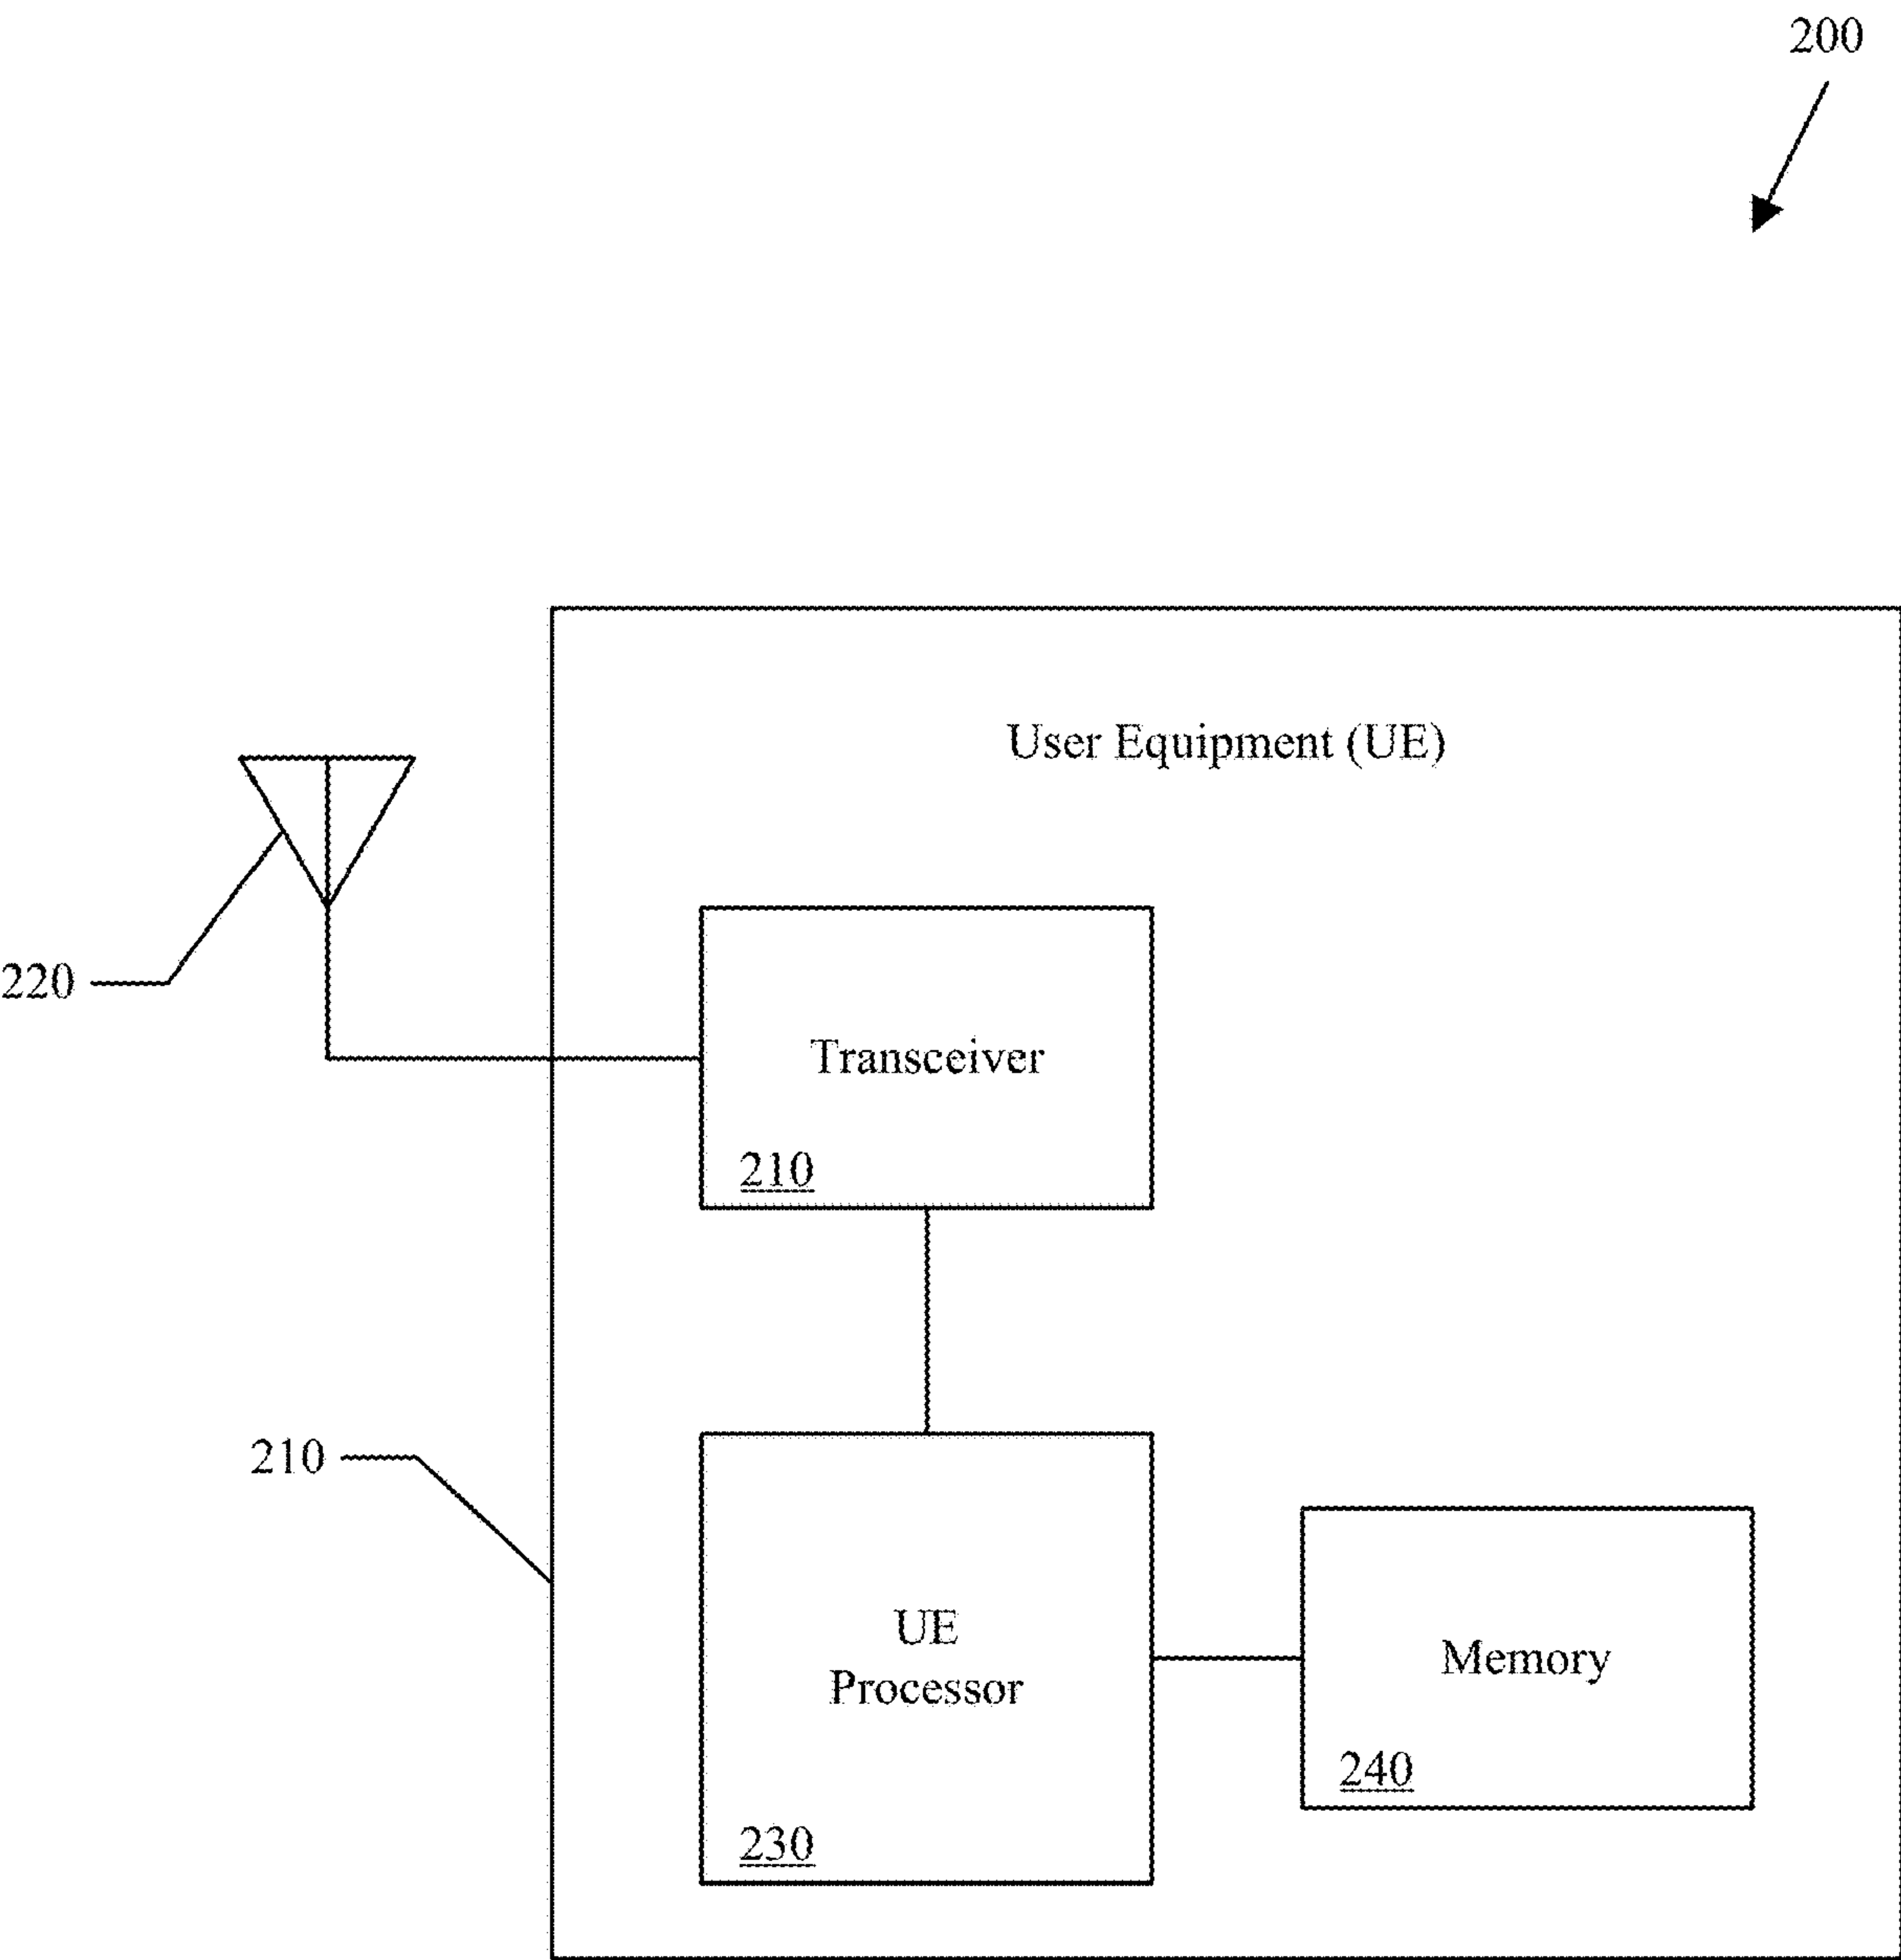 200
User Equipment (UE)
220
Transceiver
210
210
UE
Processor
230
Memory
240